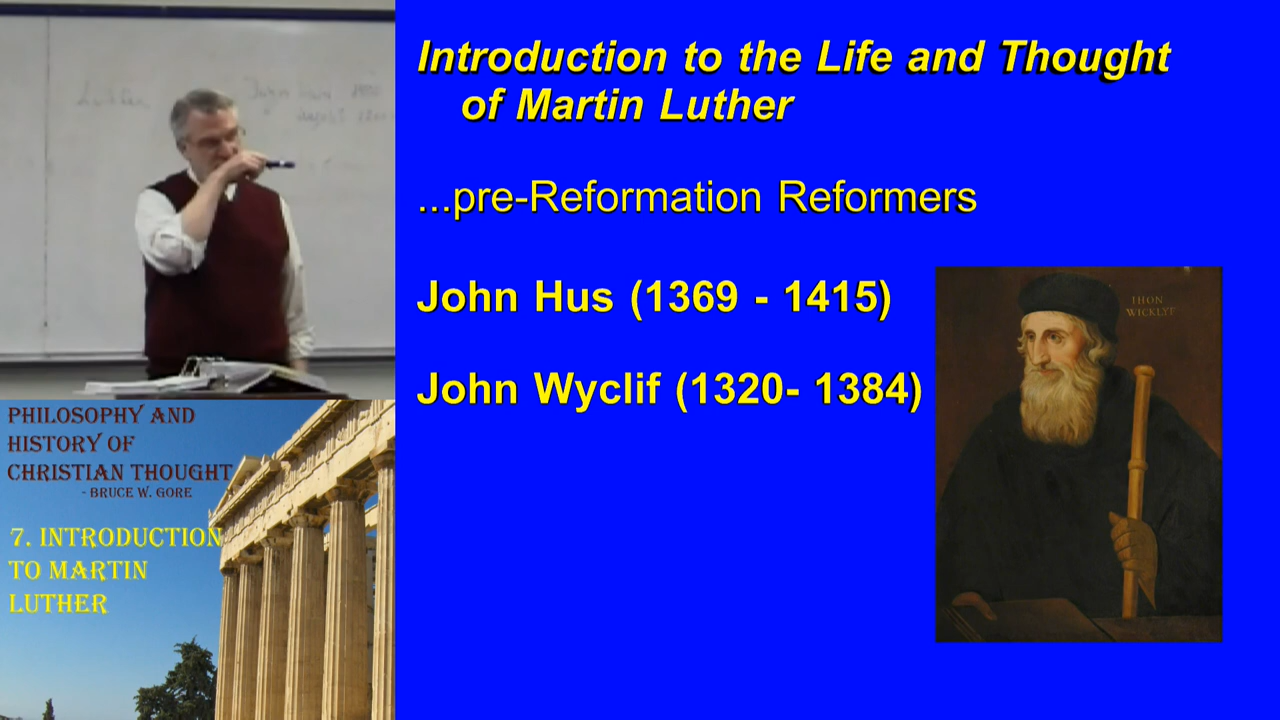 Introduction to the Life and Thought
of Martin Luther
...pre-Reformation Reformers
John Hus (1369 - 1415)
John Wyclif (1320- 1384)
PHILOSOPHY AND
HISTORY OF
CHRISTIAN THOUGHT
- BRUCE W. GORE
7. INTRODUCTION
TO MARTIN
LUTHER
Luther
IHON
WICKLYF